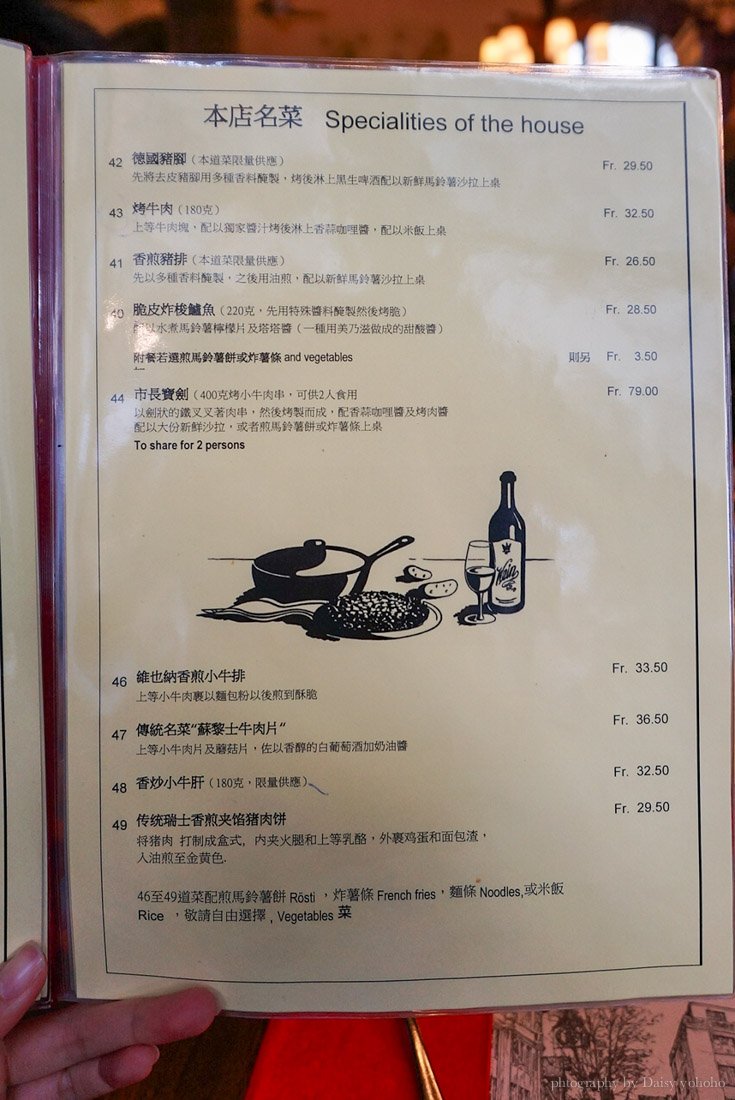 本店名菜 Specialities of the house
42 德國豬腳（本道菜限量供應） Fr. 29.50
先將去皮豬腳用多種香料醃製，烤後淋上黑生啤酒配以新鮮馬鈴薯沙拉上桌
43 烤牛肉（180克） Fr. 32.50
上等牛肉塊，配以獨家醬汁烤後淋上香蒜咖哩醬，配以米飯上桌
41 香煎豬排（本道菜限量供應） Fr. 26.50
先以多種香料醃製，之後用油煎，配以新鮮馬鈴薯沙拉上桌
40 脆皮炸梭鱸魚（220克，先用特殊醬料醃製然後烤脆） Fr. 28.50
配以水煮馬鈴薯檸檬片及塔塔醬（一種用美乃滋做成的甜酸醬）
附餐若選煎馬鈴薯餅或炸薯條 and vegetables 則另 Fr. 3.50
44 市長寶劍（400克烤小牛肉串，可供2人食用 Fr. 79.00
以劍狀的鐵叉叉著肉串，然後烤製而成，配香蒜咖哩醬及烤肉醬
配以大份新鮮沙拉，或者煎馬鈴薯餅或炸薯條上桌
To share for 2 persons
Wein
46 維也納香煎小牛排 Fr. 33.50
上等小牛肉裹以麵包粉以後煎到酥脆
47 傳統名菜“蘇黎士牛肉片“ Fr. 36.50
上等小牛肉片及蘑菇片，佐以香醇的白葡萄酒加奶油醬
48 香炒小牛肝（180克，限量供應） Fr. 32.50
49 传统瑞士香煎夹馅猪肉饼 Fr. 29.50
将猪肉 打制成盒式, 内夹火腿和上等乳酪，外裹鸡蛋和面包渣，
入油煎至金黄色.
46至49道菜配煎馬鈴薯餅 Rösti ，炸薯條 French fries，麵條 Noodles,或米飯
Rice ，敬請自由選擇 , Vegetables 菜
phtography by Daisy yohoho